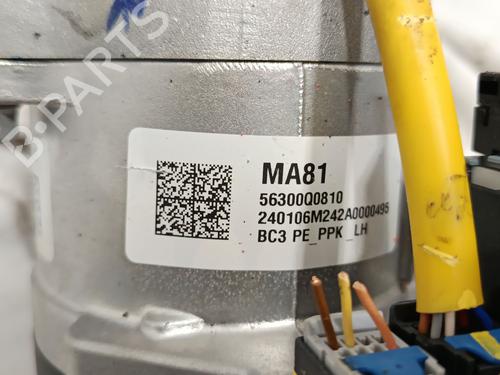 B-PARTS
MA81
56300Q0810
240106M242A0000495
BC3 PE_PPK_LH